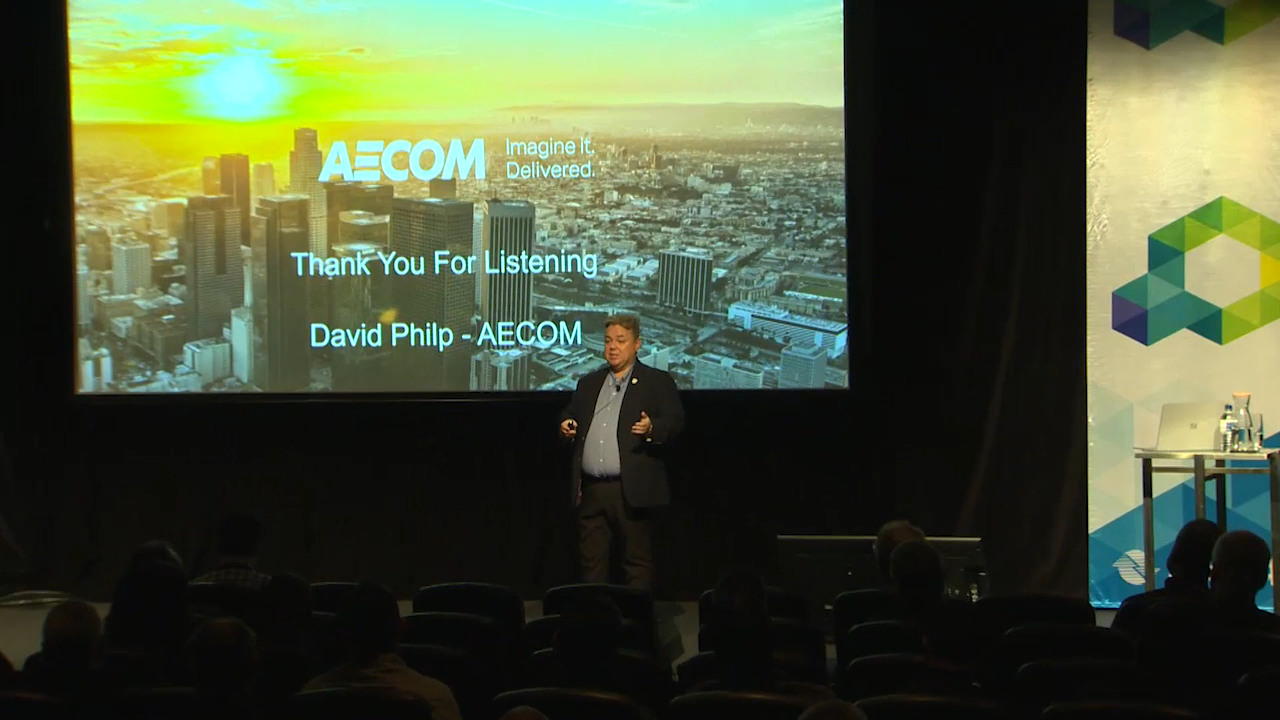 AECOM
Imagine It.
Delivered.
Thank You For Listening
David Philp - AECOM